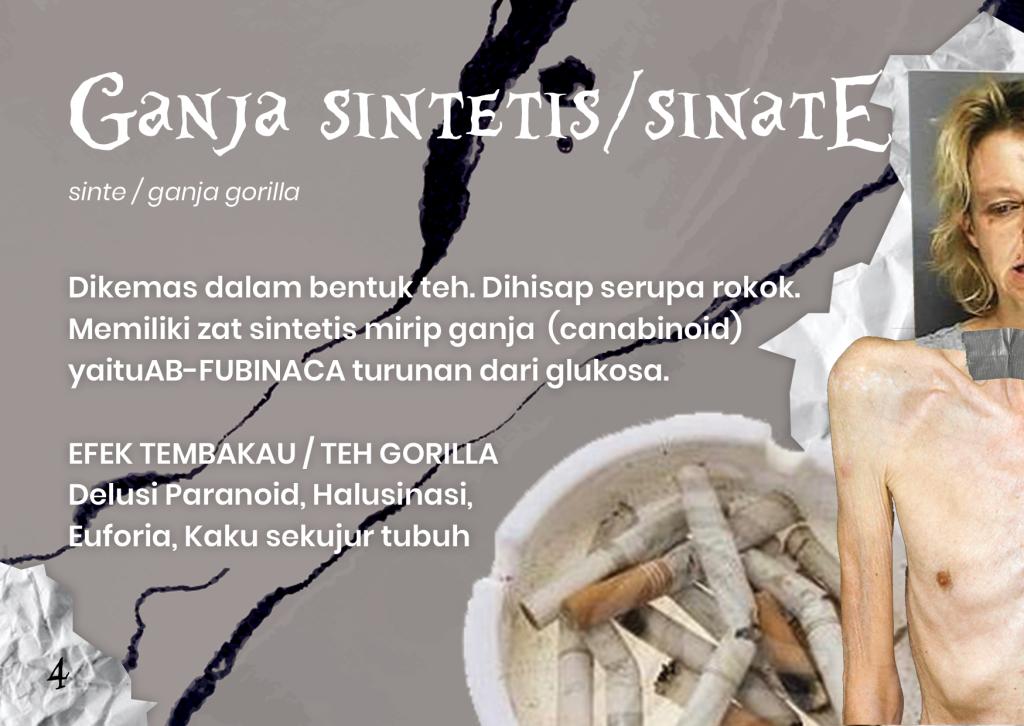 Ganja sintetis/sinatE
sinte / ganja gorilla
Dikemas dalam bentuk teh. Dihisap serupa rokok.
Memiliki zat sintetis mirip ganja (canabinoid)
yaituAB-FUBINACA turunan dari glukosa.
EFEK TEMBAKAU / TEH GORILLA
Delusi Paranoid, Halusinasi,
Euforia, Kaku sekujur tubuh
4